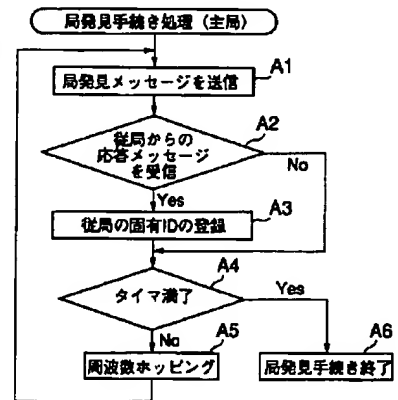 局発見手続き処理(主局)
局発見メッセージを送信
A1
従局からの
応答メッセージ
を受信
A2
No
Yes
従局の固有IDの登録
A3
タイマ満了
A4
Yes
No
周波数ホッピング
A5
局発見手続き終了
A6